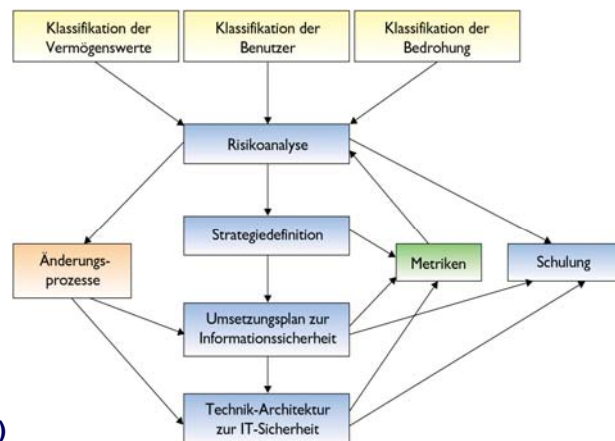 Klassifikation der
Vermögenswerte
Klassifikation der
Benutzer
Klassifikation der
Bedrohung
Risikoanalyse
Strategiedefinition
Änderungs-
prozesse
Metriken
Schulung
Umsetzungsplan zur
Informationssicherheit
Technik-Architektur
zur IT-Sicherheit
)